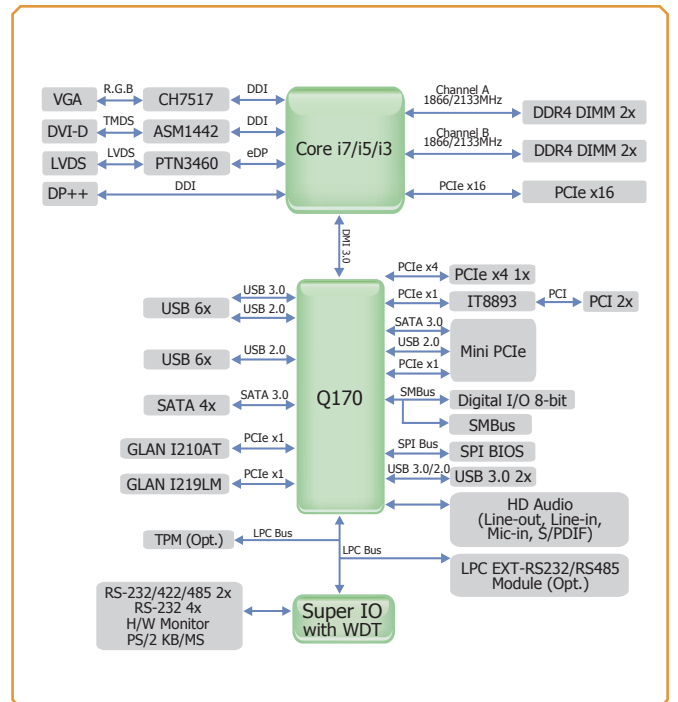 VGA
R.G.B
CH7517
DDI
DVI-D
TMDS
ASM1442
DDI
LVDS
LVDS
PTN3460
eDP
DP++
DDI
Core i7/i5/i3
Channel A
1866/2133MHz
DDR4 DIMM 2x
Channel B
1866/2133MHz
DDR4 DIMM 2x
PCIe x16
PCIe x16
DMI 3.0
Q170
USB 6x
USB 3.0
USB 2.0
USB 6x
USB 2.0
SATA 4x
SATA 3.0
GLAN I210AT
PCIe x1
GLAN I219LM
PCIe x1
PCIe x4
PCIe x4 1x
PCIe x1
IT8893
PCI
PCI 2x
SATA 3.0
USB 2.0
PCIe x1
Mini PCIe
SMBus
Digital I/O 8-bit
SMBus
SPI Bus
SPI BIOS
USB 3.0/2.0
USB 3.0 2x
HD Audio
(Line-out, Line-in,
Mic-in, S/PDIF)
TPM (Opt.)
LPC Bus
LPC Bus
LPC EXT-RS232/RS485
Module (Opt.)
RS-232/422/485 2x
RS-232 4x
H/W Monitor
PS/2 KB/MS
Super IO
with WDT